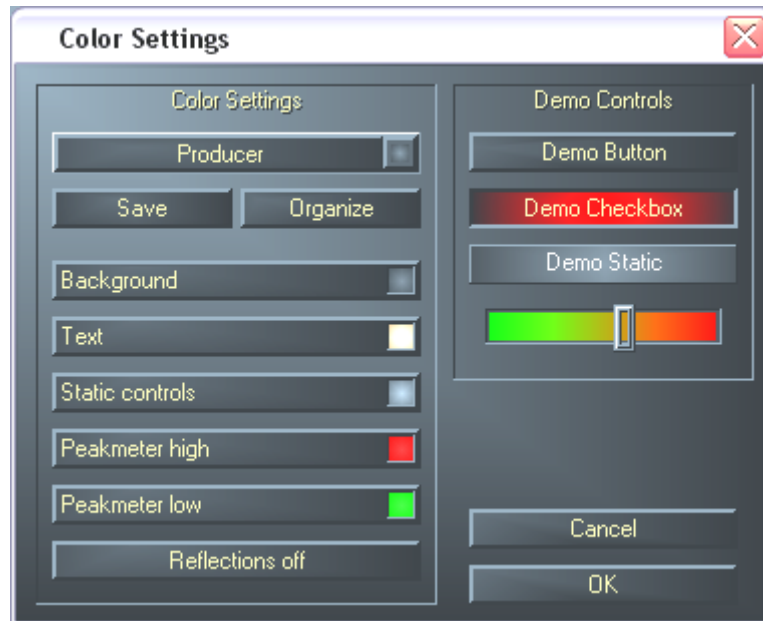 Color Settings
Color Settings
Producer
Save
Organize
Background
Text
Static controls
Peakmeter high
Peakmeter low
Reflections off
Demo Controls
Demo Button
Demo Checkbox
Demo Static
Cancel
OK